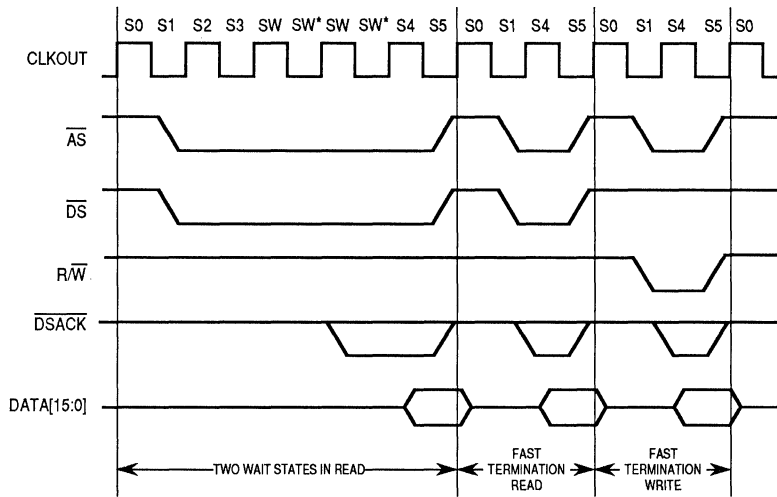 S0 S1 S2 S3 SW SW* SW SW* S4 S5 S0 S1 S4 S5 S0 S1 S4 S5 S0
CLKOUT
AS
DS
R/W
DSACK
DATA[15:0]
TWO WAIT STATES IN READ
FAST
TERMINATION
READ
FAST
TERMINATION
WRITE